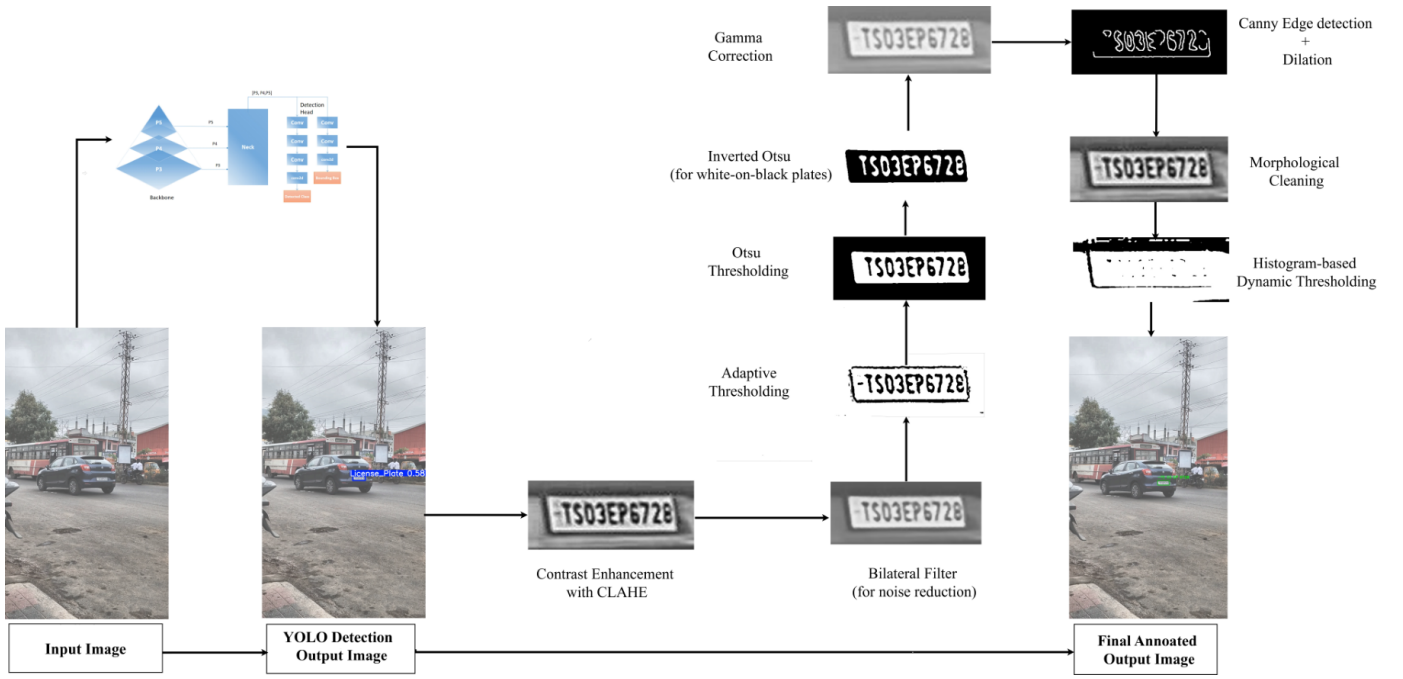 Gamma
Correction
-TS03EP6728
Canny Edge detection
+
Dilation
[P3, P4,P5]
Detection
Head
P5
P4
P3
Backbone
P5
P4
P3
Neck
Conv
Conv
Conv
Conv
Conv
Inverted Otsu
(for white-on-black plates)
TS03EP6728
-TS03EP6728
Morphological
Cleaning
Otsu
Thresholding
TS03EP6728
Histogram-based
Dynamic Thresholding
Adaptive
Thresholding
-TS03EP6728
License_Plate 0.58
-TS03EP6728
Contrast Enhancement
with CLAHE
-TS03EP6728
Bilateral Filter
(for noise reduction)
Input Image
YOLO Detection
Output Image
Final Annoated
Output Image